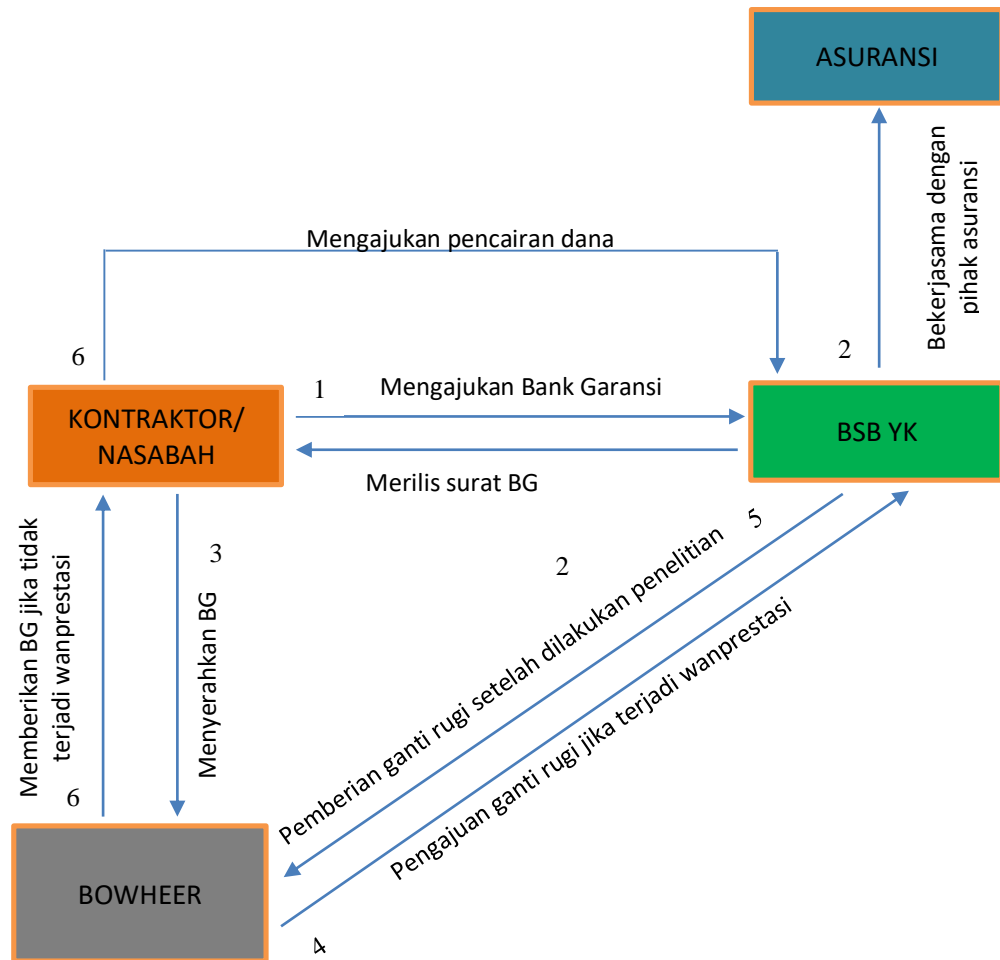 ASURANSI
Bekerjasama dengan
pihak asuransi
Mengajukan pencairan dana
6
2
1
Mengajukan Bank Garansi
KONTRAKTOR/
NASABAH
BSB YK
Merilis surat BG
Memberikan BG jika tidak
terjadi wanprestasi
3
Menyerahkan BG
2
5
Pemberian ganti rugi setelah dilakukan penelitian
Pengajuan ganti rugi jika terjadi wanprestasi
6
BOWHEER
4